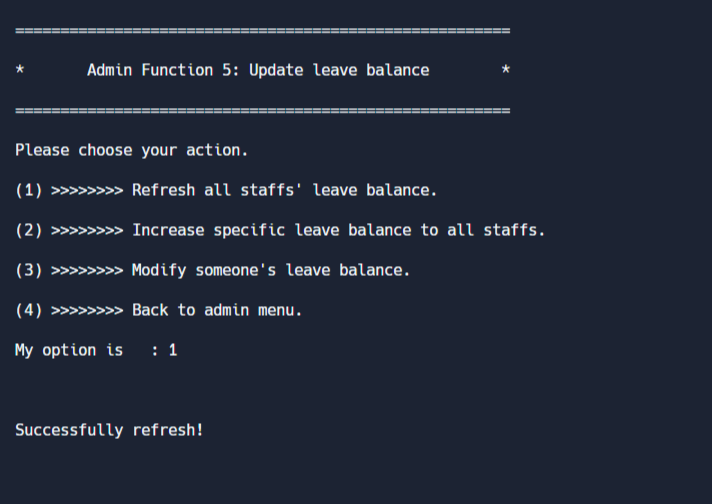 =======================================================
*       Admin Function 5: Update leave balance        *
=======================================================
Please choose your action.
(1) >>>>>>>> Refresh all staffs' leave balance.
(2) >>>>>>>> Increase specific leave balance to all staffs.
(3) >>>>>>>> Modify someone's leave balance.
(4) >>>>>>>> Back to admin menu.
My option is   : 1
Successfully refresh!